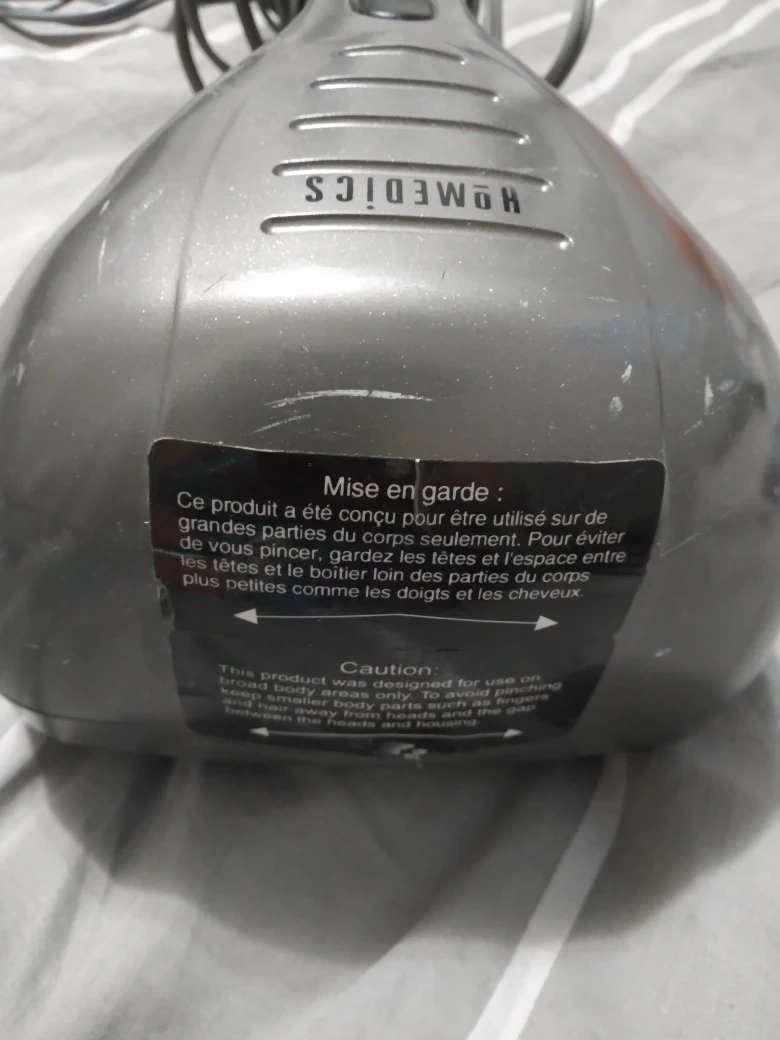 HoMEDiCS
Mise en garde :
Ce produit a été conçu pour être utilisé sur de
grandes parties du corps seulement. Pour éviter
de vous pincer, gardez les têtes et l'espace entre
les têtes et le boîtier loin des parties du corps
plus petites comme les doigts et les cheveux.
Caution:
This product was designed for use on
broad body areas only. To avoid pinching
keep smaller body parts such as fingers
and hair away from heads and the gap
between the heads and housing.